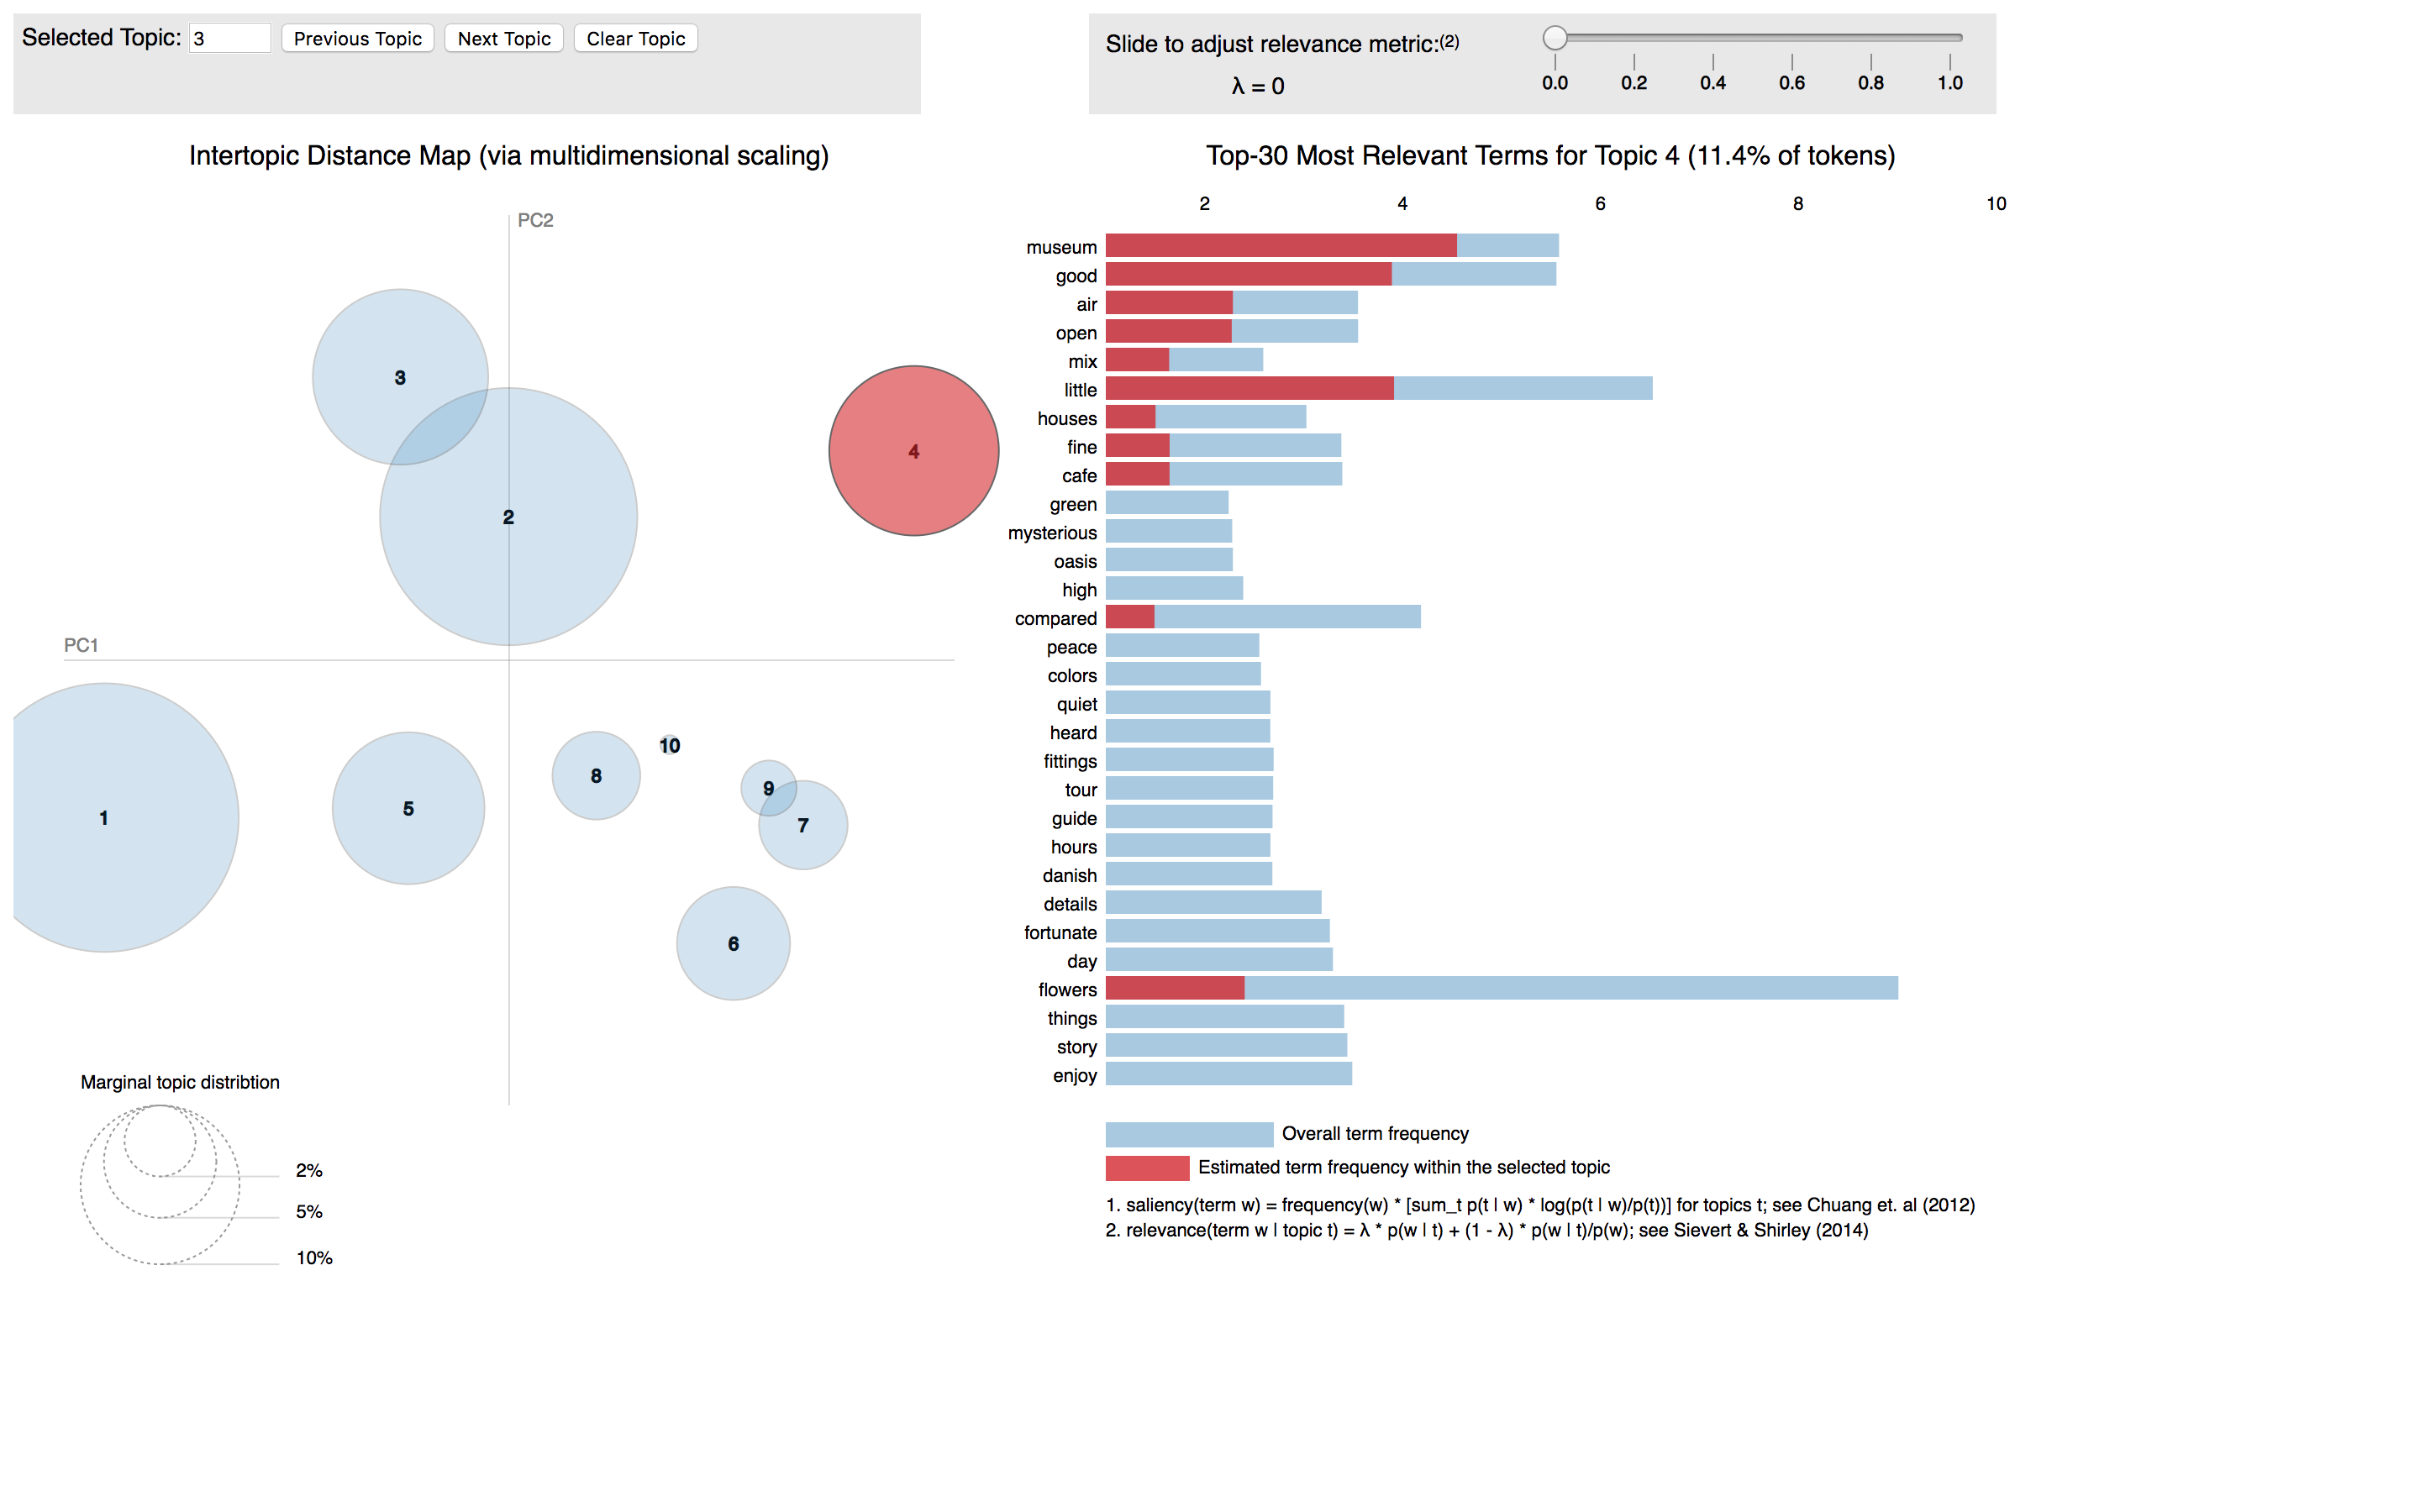 Selected Topic: 3 Previous Topic Next Topic Clear Topic
Slide to adjust relevance metric:(2)
λ = 0
0.0 0.2 0.4 0.6 0.8 1.0
Intertopic Distance Map (via multidimensional scaling)
PC2
PC1
3
4
2
1
5
8
10
9
7
6
Marginal topic distribtion
2%
5%
10%
Top-30 Most Relevant Terms for Topic 4 (11.4% of tokens)
2 4 6 8 10
museum
good
air
open
mix
little
houses
fine
cafe
green
mysterious
oasis
high
compared
peace
colors
quiet
heard
fittings
tour
guide
hours
danish
details
fortunate
day
flowers
things
story
enjoy
Overall term frequency
Estimated term frequency within the selected topic
1. saliency(term w) = frequency(w) * [sum_t p(t | w) * log(p(t | w)/p(t))] for topics t; see Chuang et. al (2012)
2. relevance(term w | topic t) = λ * p(w | t) + (1 - λ) * p(w | t)/p(w); see Sievert & Shirley (2014)